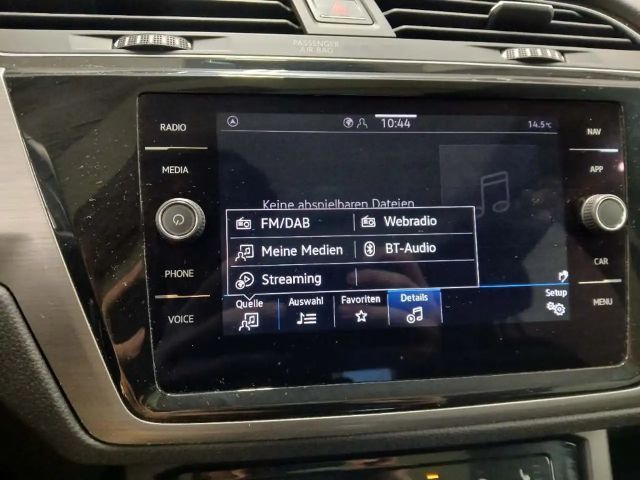 PASSENGER
AIR BAG
RADIO
MEDIA
PHONE
VOICE
10:44
14.5°C
Keine abspielbaren Dateien
FM/DAB
Webradio
Meine Medien
BT-Audio
Streaming
Quelle
Auswahl
Favoriten
Details
Setup
NAV
APP
CAR
MENU